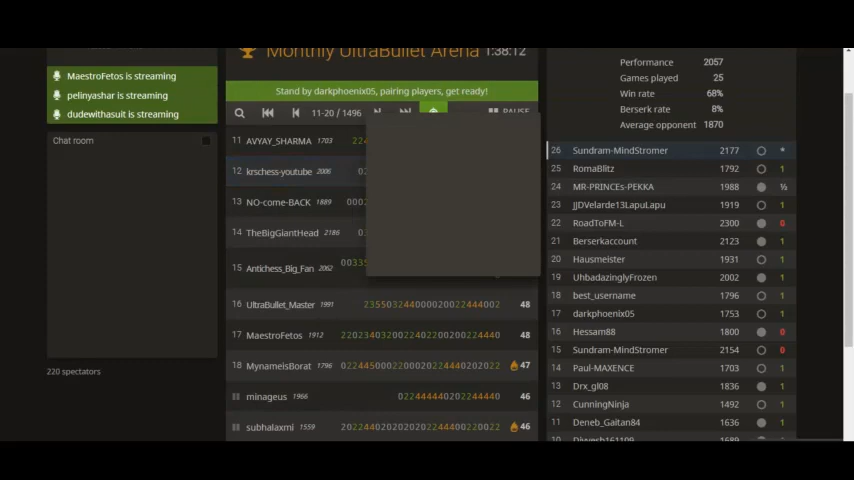 Monthly UltraBullet Arena 1:38:12
MaestroFetos is streaming
pelinyashar is streaming
dudewithasuit is streaming
Chat room
220 spectators
Stand by darkphoenix05, pairing players, get ready!
11-20 / 1496 PAUSE
11 AVYAY_SHARMA 1703
12 krschess-youtube 2006
13 NO-come-BACK 1889
14 TheBigGiantHead 2186
15 Antichess_Big_Fan 2062
16 UltraBullet_Master 1991 235503244000020022444002 48
17 MaestroFetos 1912 48
18 MynameisBorat 1796 47
minageus 1966 46
subhalaxmi 1559 46
Performance 2057
Games played 25
Win rate 68%
Berserk rate 8%
Average opponent 1870
26 Sundram-MindStromer 2177 *
25 RomaBlitz 1792 1
24 MR-PRINCEs-PEKKA 1988 ½
23 JJDVelarde13LapuLapu 1919 1
22 RoadToFM-L 2300 0
21 Berserkaccount 2123 1
20 Hausmeister 1931 1
19 UhbadazinglyFrozen 2002 1
18 best_username 1796 1
17 darkphoenix05 1753 1
16 Hessam88 1800 0
15 Sundram-MindStromer 2154 0
14 Paul-MAXENCE 1703 1
13 Drx_gl08 1836 1
12 CunningNinja 1492 1
11 Deneb_Gaitan84 1636 1